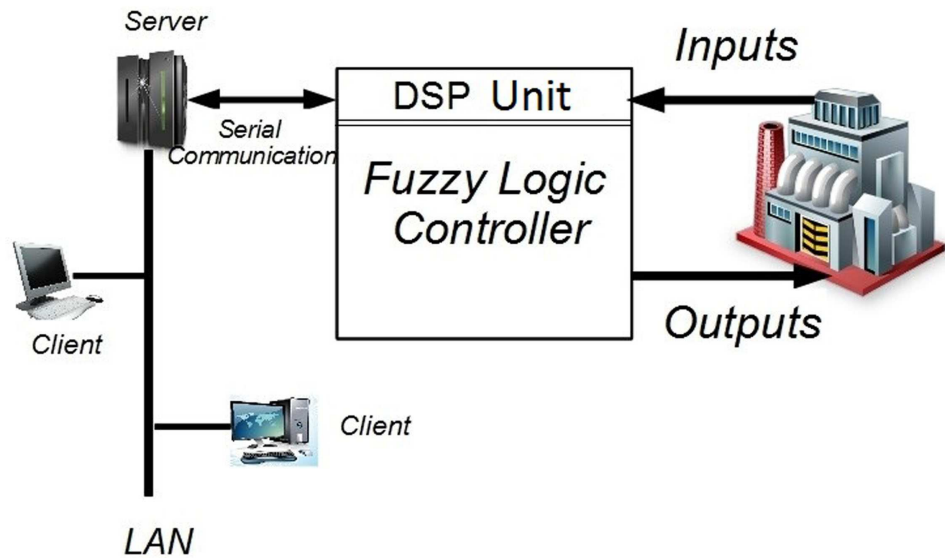 Server
Inputs
DSP Unit
Serial
Communication
Fuzzy Logic
Controller
Client
Outputs
Client
LAN